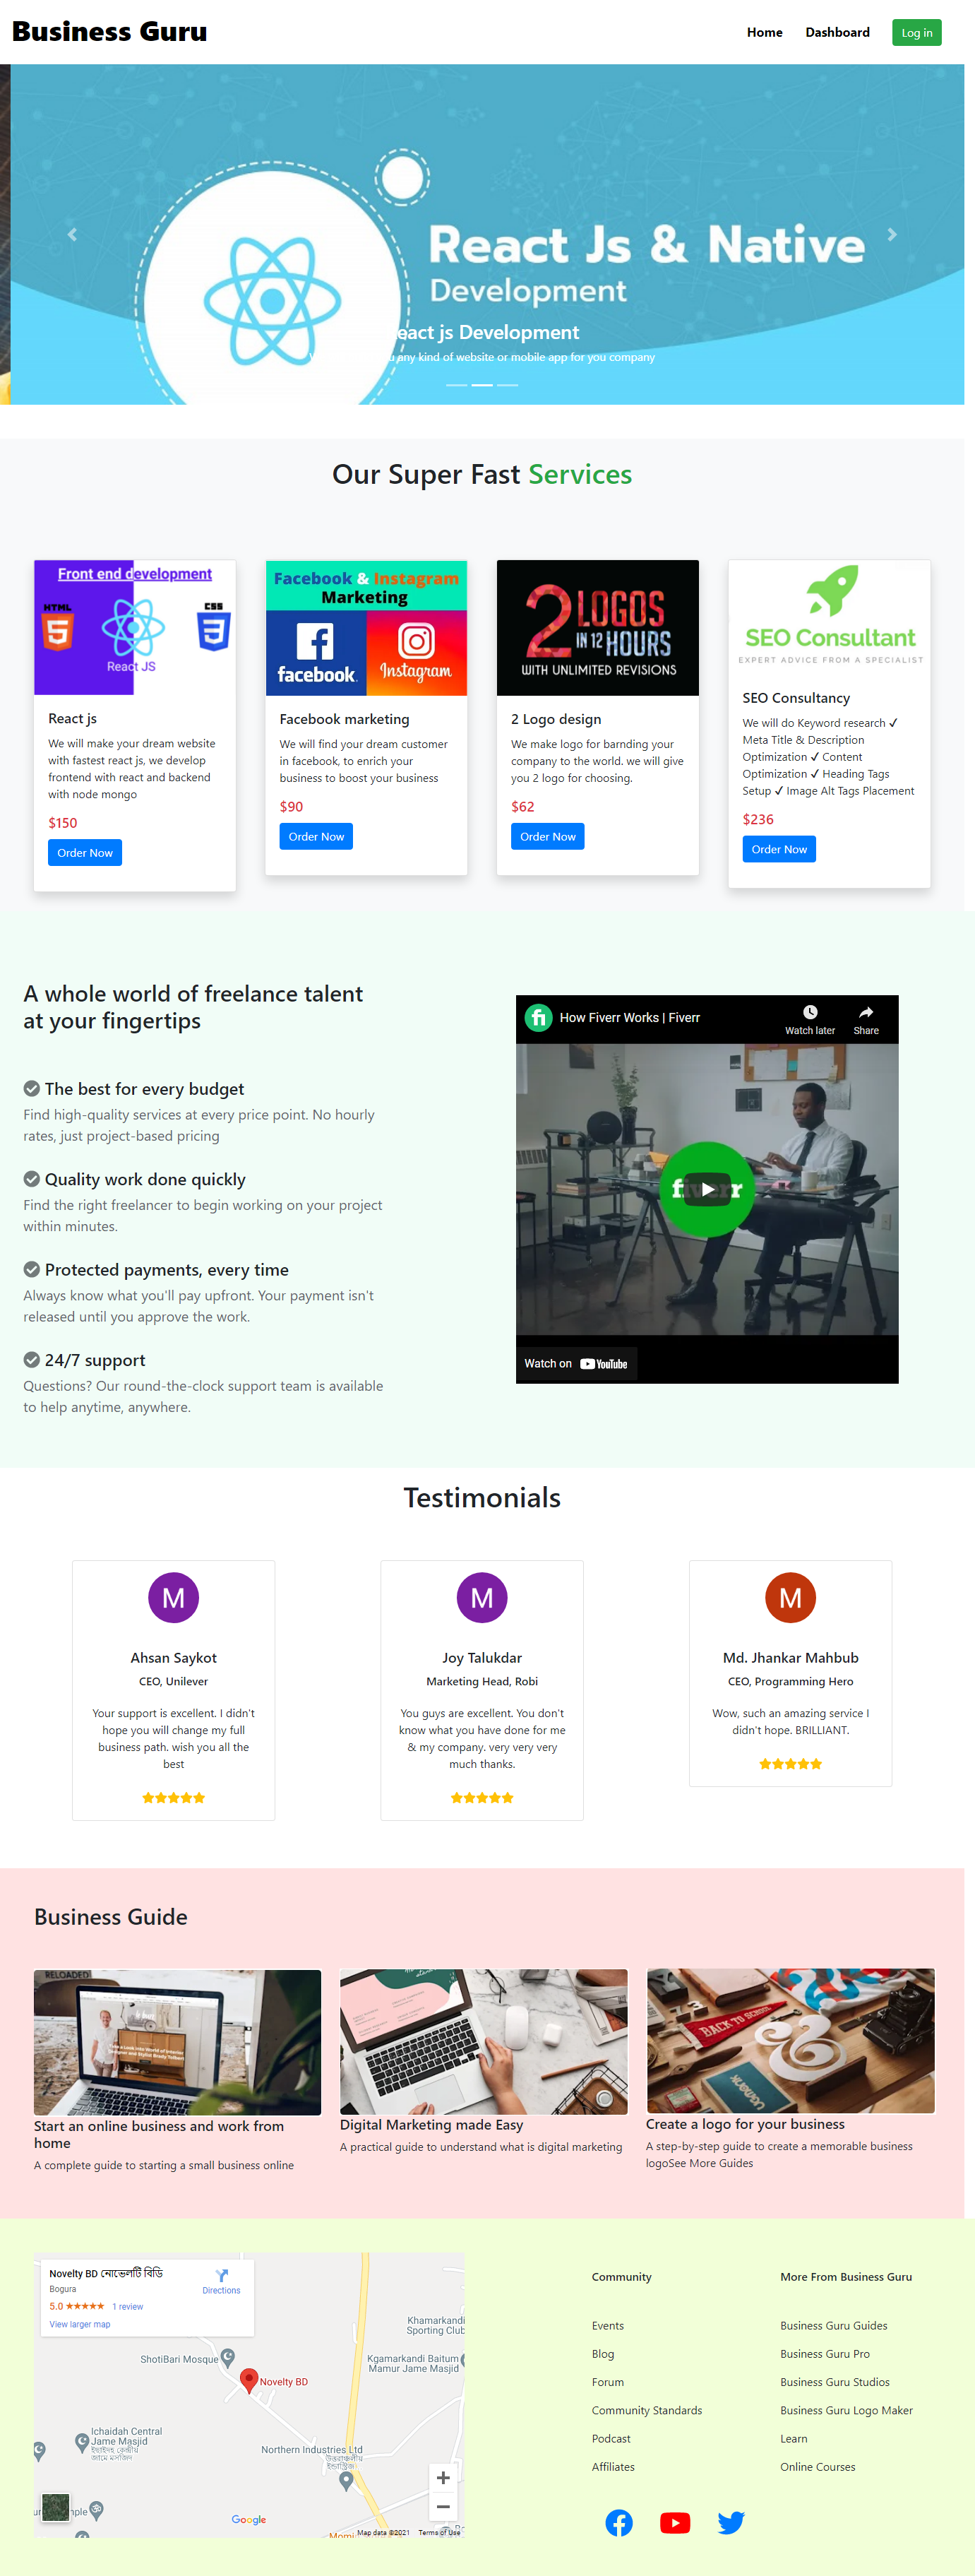 Business Guru
Home Dashboard Log in
React Js & Native
Development
eact js Development
any kind of website or mobile app for you company
Our Super Fast Services
Front end development
HTML
CSS
React JS
React js
We will make your dream website
with fastest react js, we develop
frontend with react and backend
with node mongo
$150
Order Now
Facebook & Instagram
Marketing
facebook.
Instagram
Facebook marketing
We will find your dream customer
in facebook, to enrich your
business to boost your business
$90
Order Now
2 LOGOS
IN 12 HOURS
WITH UNLIMITED REVISIONS
2 Logo design
We make logo for barnding your
company to the world. we will give
you 2 logo for choosing.
$62
Order Now
SEO Consultant
EXPERT ADVICE FROM A SPECIALIST
SEO Consultancy
We will do Keyword research ✓
Meta Title & Description
Optimization ✓ Content
Optimization ✓ Heading Tags
Setup ✓ Image Alt Tags Placement
$236
Order Now
A whole world of freelance talent
at your fingertips
The best for every budget
Find high-quality services at every price point. No hourly
rates, just project-based pricing
Quality work done quickly
Find the right freelancer to begin working on your project
within minutes.
Protected payments, every time
Always know what you'll pay upfront. Your payment isn't
released until you approve the work.
24/7 support
Questions? Our round-the-clock support team is available
to help anytime, anywhere.
fi How Fiverr Works | Fiverr
Watch later Share
Watch on YouTube
Testimonials
M
Ahsan Saykot
CEO, Unilever
Your support is excellent. I didn't
hope you will change my full
business path. wish you all the
best
M
Joy Talukdar
Marketing Head, Robi
You guys are excellent. You don't
know what you have done for me
& my company. very very very
much thanks.
M
Md. Jhankar Mahbub
CEO, Programming Hero
Wow, such an amazing service I
didn't hope. BRILLIANT.
Business Guide
RELOADED
Start an online business and work from
home
A complete guide to starting a small business online
Digital Marketing made Easy
A practical guide to understand what is digital marketing
BACK TO SCHOOL
Create a logo for your business
A step-by-step guide to create a memorable business
logoSee More Guides
Novelty BD নোভেলটি বিডি
Bogura
5.0 ★★★★★ 1 review
View larger map
Directions
Khamarkandi
Sporting Club
ShotiBari Mosque
Kgamarkandi Baitum
Mamur Jame Masjid
Novelty BD
Ichaidah Central
Jame Masjid
Northern Industries Ltd
Google
Map data ©2021 Terms of Use
Community
Events
Blog
Forum
Community Standards
Podcast
Affiliates
More From Business Guru
Business Guru Guides
Business Guru Pro
Business Guru Studios
Business Guru Logo Maker
Learn
Online Courses